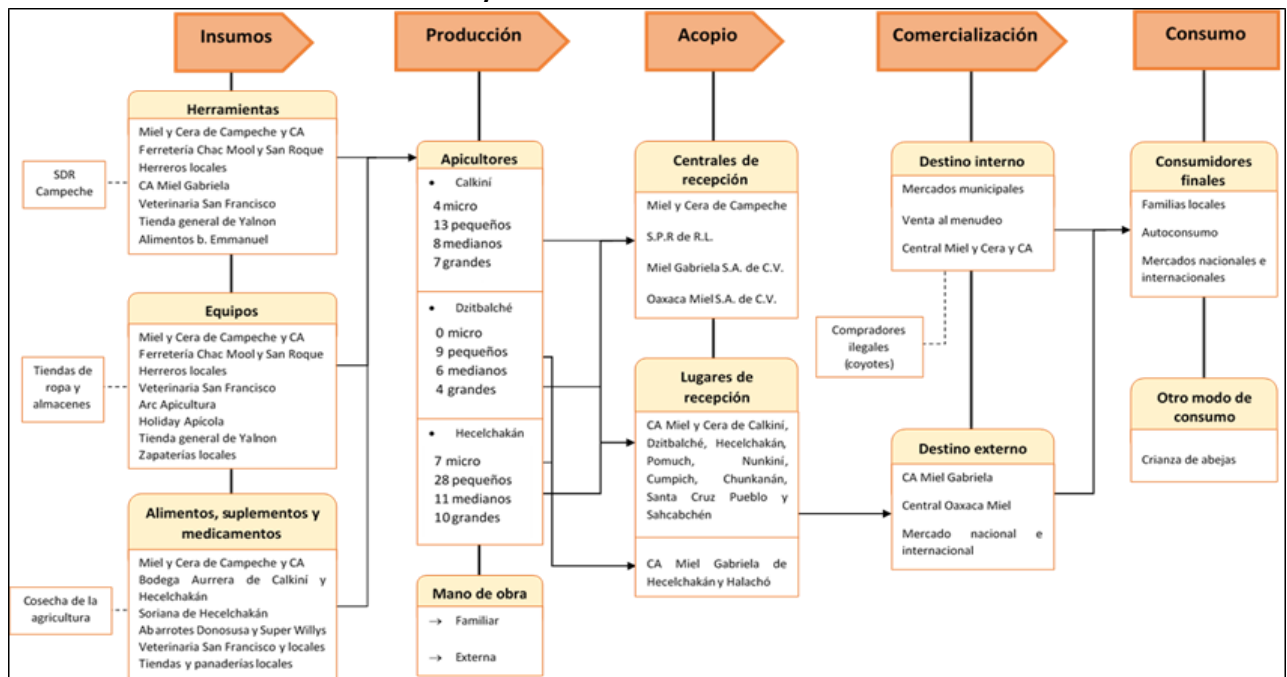 Insumos
Producción
Acopio
Comercialización
Consumo
Herramientas
Miel y Cera de Campeche y CA
Ferretería Chac Mool y San Roque
Herreros locales
CA Miel Gabriela
Veterinaria San Francisco
Tienda general de Yalnon
Alimentos b. Emmanuel
SDR
Campeche
Equipos
Miel y Cera de Campeche y CA
Ferretería Chac Mool y San Roque
Herreros locales
Veterinaria San Francisco
Arc Apicultura
Holiday Apícola
Tienda general de Yalnon
Zapaterías locales
Tiendas de
ropa y
almacenes
Alimentos, suplementos y
medicamentos
Miel y Cera de Campeche y CA
Bodega Aurrera de Calkiní y
Hecelchakán
Soriana de Hecelchakán
Abarrotes Donosusa y Super Willys
Veterinaria San Francisco y locales
Tiendas y panaderías locales
Cosecha de la
agricultura
Apicultores
• Calkiní
4 micro
13 pequeños
8 medianos
7 grandes
• Dzitbalché
0 micro
9 pequeños
6 medianos
4 grandes
• Hecelchakán
7 micro
28 pequeños
11 medianos
10 grandes
Mano de obra
→ Familiar
→ Externa
Centrales de
recepción
Miel y Cera de Campeche
S.P.R de R.L.
Miel Gabriela S.A. de C.V.
Oaxaca Miel S.A. de C.V.
Lugares de
recepción
CA Miel y Cera de Calkiní,
Dzitbalché, Hecelchakán,
Pomuch, Nunkiní,
Cumpich, Chunkanán,
Santa Cruz Pueblo y
Sahcabchén
CA Miel Gabriela de
Hecelchakán y Halachó
Destino interno
Mercados municipales
Venta al menudeo
Central Miel y Cera y CA
Compradores
ilegales
(coyotes)
Destino externo
CA Miel Gabriela
Central Oaxaca Miel
Mercado nacional e
internacional
Consumidores
finales
Familias locales
Autoconsumo
Mercados nacionales e
internacionales
Otro modo de
consumo
Crianza de abejas